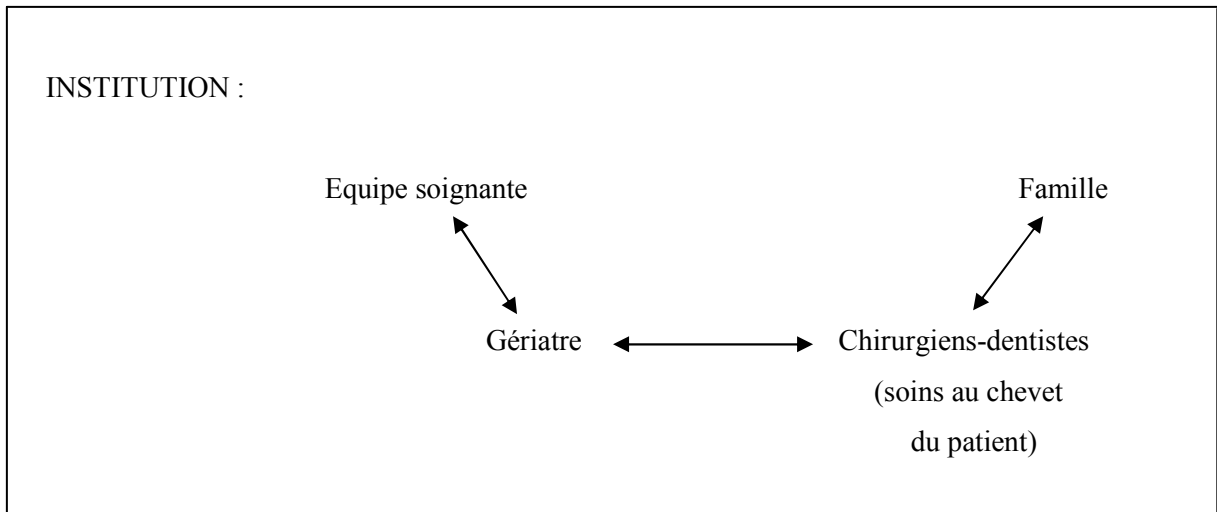 INSTITUTION :
Equipe soignante
Famille
Gériatre
Chirurgiens-dentistes
(soins au chevet
du patient)